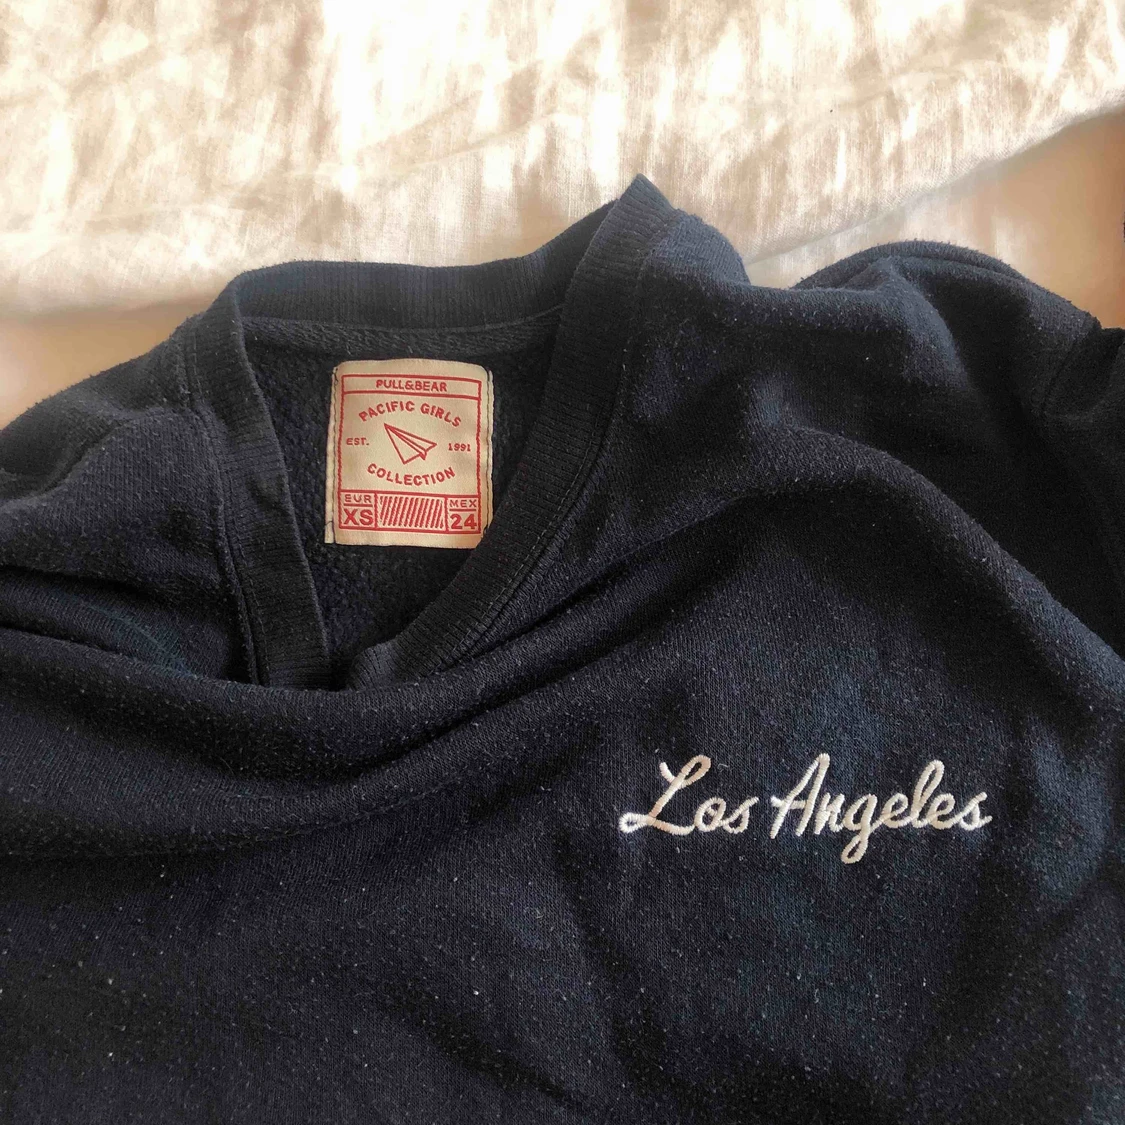 PULL&BEAR
PACIFIC GIRLS
EST. 1991
COLLECTION
EUR MEX
XS 24
Los Angeles